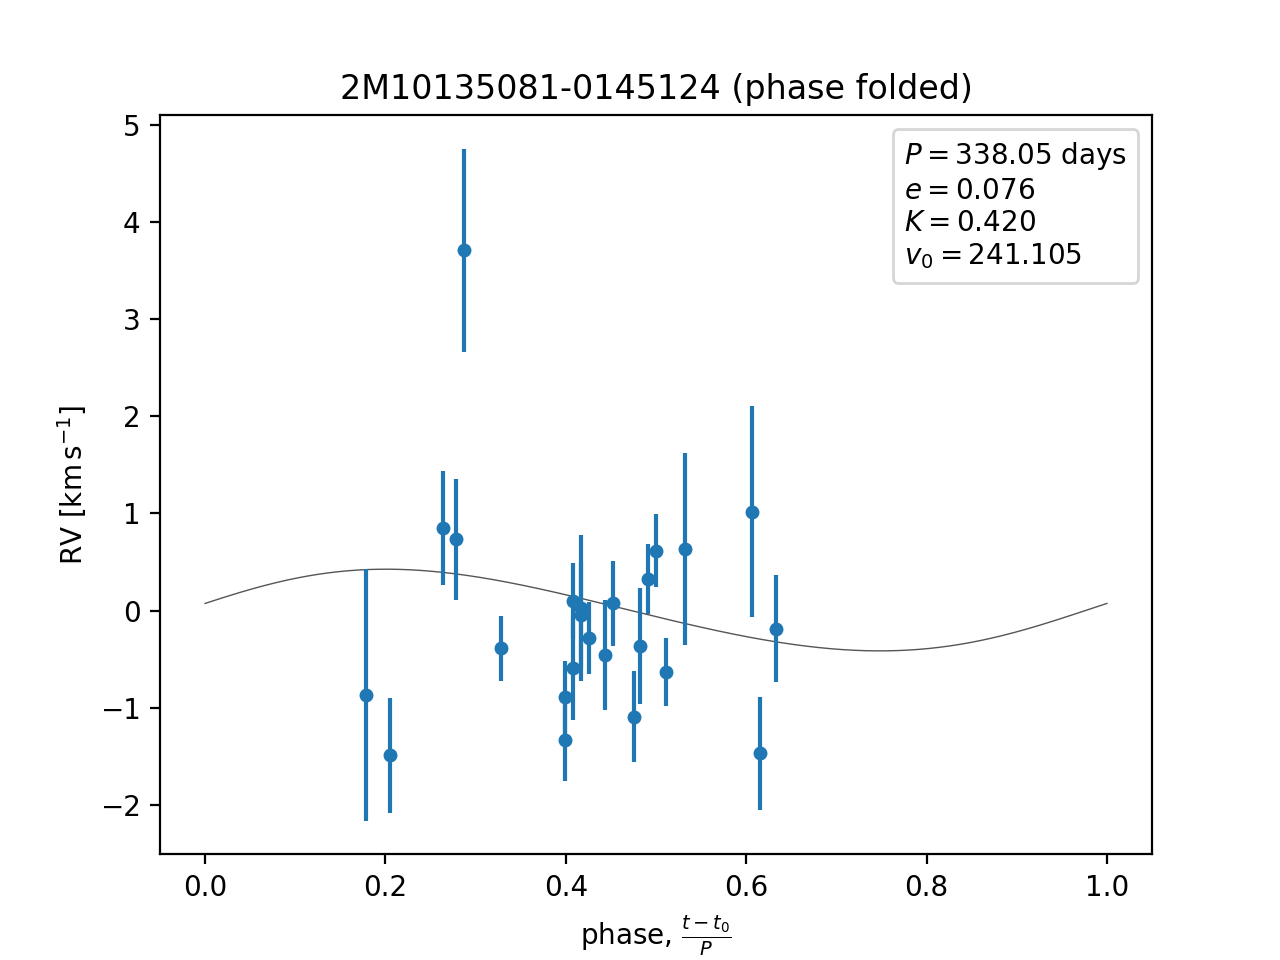 2M10135081-0145124 (phase folded)
P = 338.05 days
e = 0.076
K = 0.420
v₀ = 241.105
RV [km s⁻¹]
5
4
3
2
1
0
−1
−2
0.0 0.2 0.4 0.6 0.8 1.0
phase, (t − t₀)/P